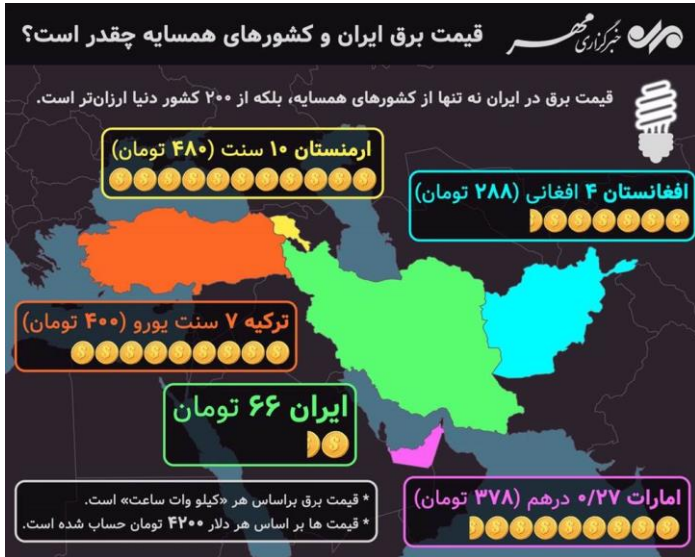 خبرگزاری مهر
قیمت برق ایران و کشورهای همسایه چقدر است؟
قیمت برق در ایران نه تنها از کشورهای همسایه، بلکه از ۲۰۰ کشور دنیا ارزان‌تر است.
ارمنستان ۱۰ سنت (۴۸۰ تومان)
افغانستان ۴ افغانی (۲۸۸ تومان)
ترکیه ۷ سنت یورو (۴۰۰ تومان)
ایران ۶۶ تومان
امارات ۰/۲۷ درهم (۳۷۸ تومان)
* قیمت برق براساس هر «کیلو وات ساعت» است.
* قیمت ها بر اساس هر دلار ۴۲۰۰ تومان حساب شده است.